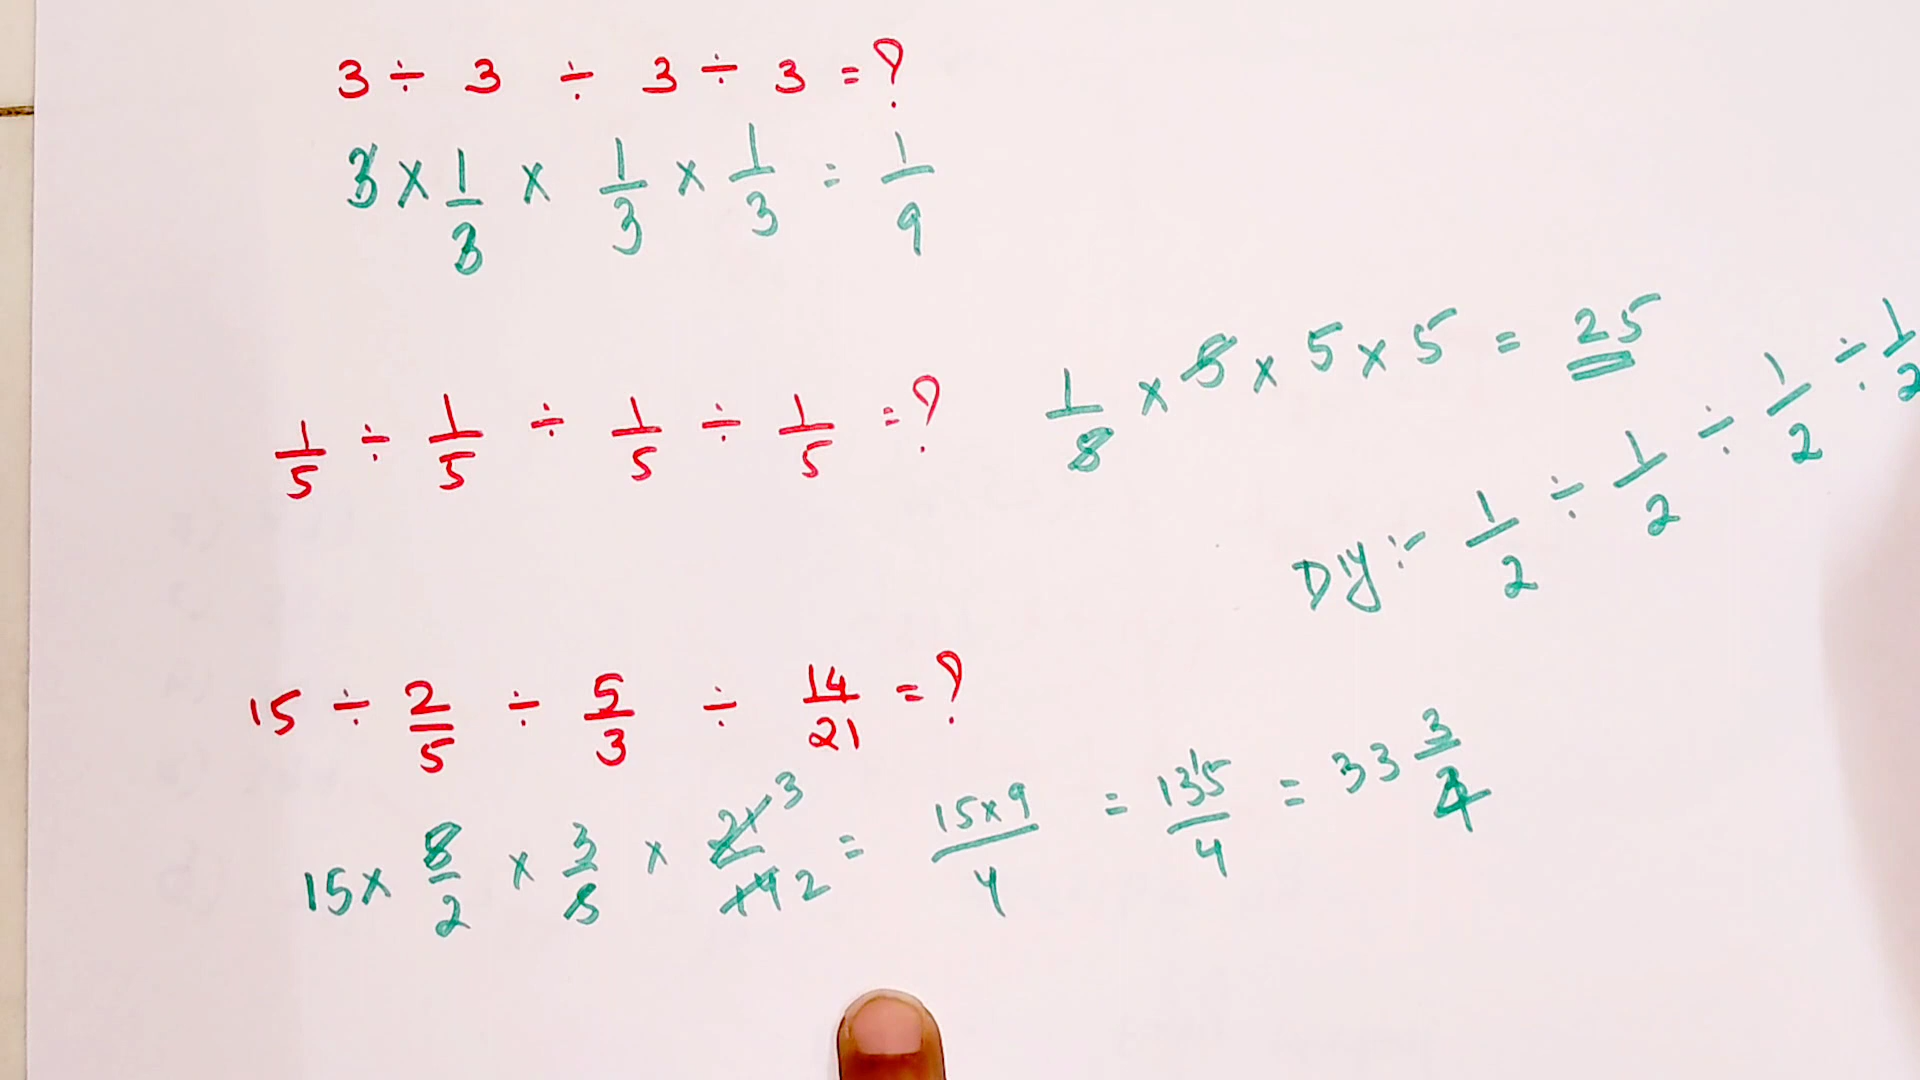 3 ÷ 3 ÷ 3 ÷ 3 = ?
3 × 1/3 × 1/3 × 1/3 = 1/9
1/5 ÷ 1/5 ÷ 1/5 ÷ 1/5 = ?
1/5 × 5 × 5 × 5 = 25
DIY:- 1/2 ÷ 1/2 ÷ 1/2 ÷ 1/2
15 ÷ 2/5 ÷ 5/3 ÷ 14/21 = ?
15 × 5/2 × 3/5 × 21 3/14 2 = 15×9/4 = 135/4 = 33 3/4